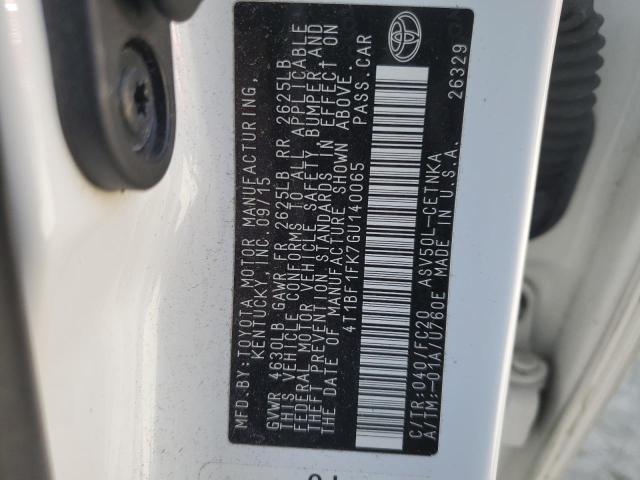 MFD.BY:TOYOTA MOTOR MANUFACTURING,
KENTUCKY, INC.09/15
GVWR 4630LB GAWR FR 2625LB RR 2625LB
THIS VEHICLE CONFORMS TO ALL APPLICABLE
FEDERAL MOTOR VEHICLE SAFETY, BUMPER, AND
THEFT PREVENTION STANDARDS IN EFFECT ON
THE DATE OF MANUFACTURE SHOWN ABOVE.
4T1BF1FK7GU140065 PASS.CAR
C/TR:040/FC20 ASV50L-CETNKA
A/TM:-01A/U760E MADE IN U.S.A.
26329